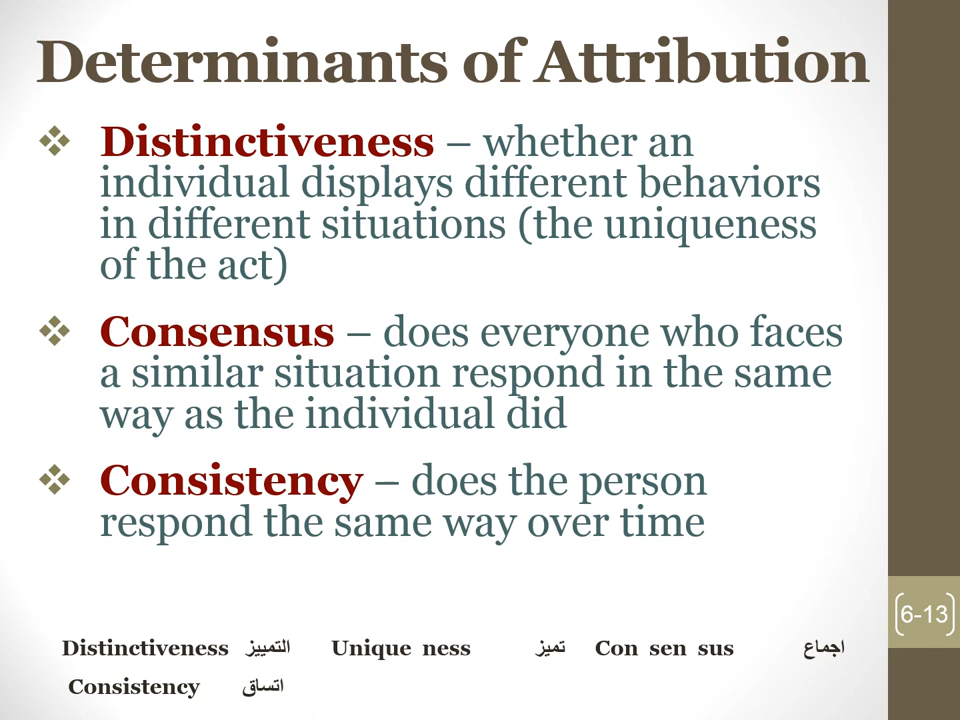 Determinants of Attribution
❖ Distinctiveness – whether an
individual displays different behaviors
in different situations (the uniqueness
of the act)
❖ Consensus – does everyone who faces
a similar situation respond in the same
way as the individual did
❖ Consistency – does the person
respond the same way over time
6-13
Distinctiveness التمييز Unique ness تميز Con sen sus اجماع
Consistency اتساق